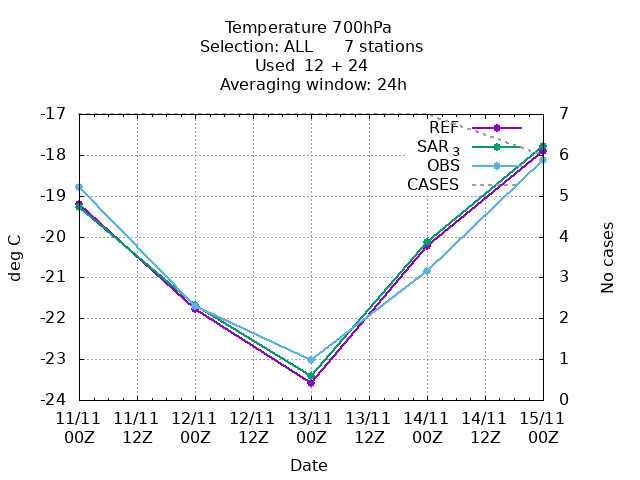 Temperature 700hPa
Selection: ALL 7 stations
Used 12 + 24
Averaging window: 24h
-17 7
REF
-18 SAR 3 6
OBS
CASES
-19 5
-20 4
deg C No cases
-21 3
-22 2
-23 1
-24 0
11/11 11/11 12/11 12/11 13/11 13/11 14/11 14/11 15/11
00Z 12Z 00Z 12Z 00Z 12Z 00Z 12Z 00Z
Date